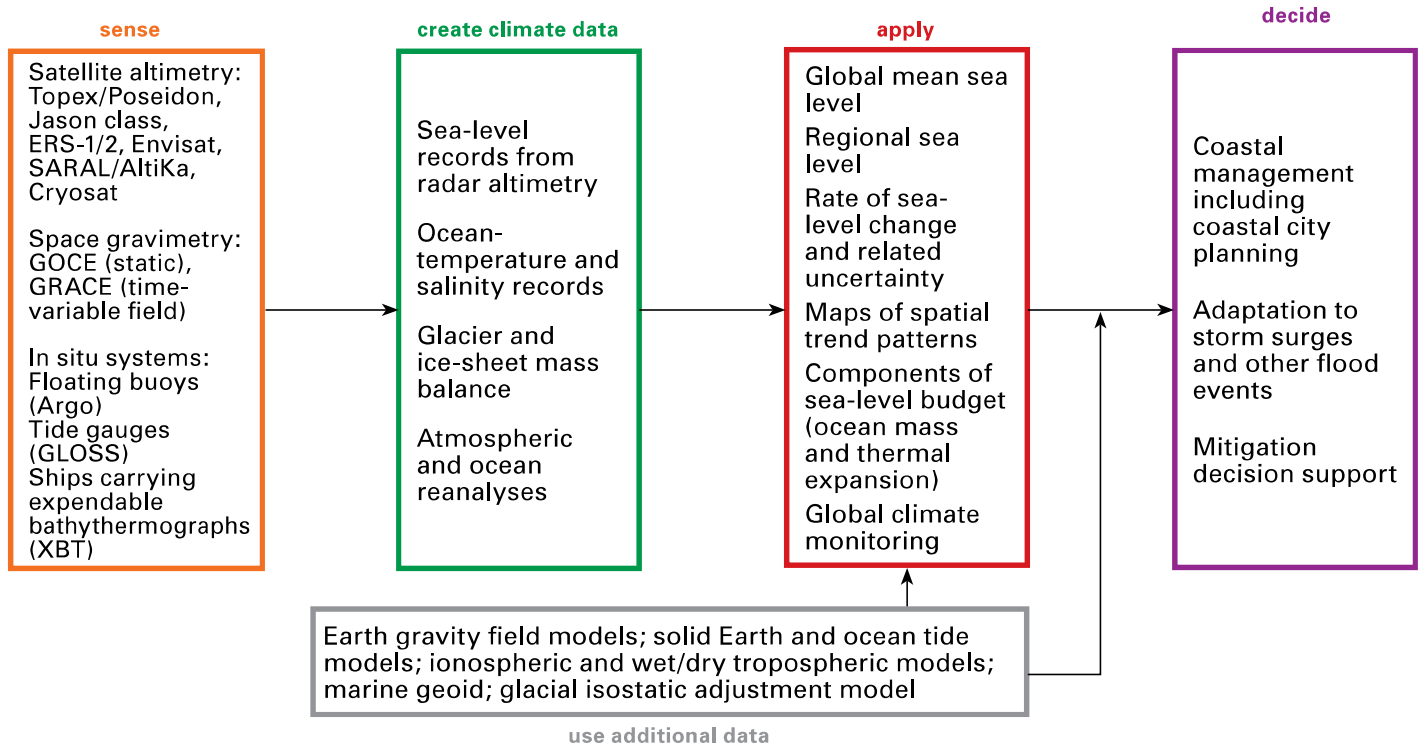 sense
Satellite altimetry:
Topex/Poseidon,
Jason class,
ERS-1/2, Envisat,
SARAL/AltiKa,
Cryosat
Space gravimetry:
GOCE (static),
GRACE (time-
variable field)
In situ systems:
Floating buoys
(Argo)
Tide gauges
(GLOSS)
Ships carrying
expendable
bathythermographs
(XBT)
create climate data
Sea-level
records from
radar altimetry
Ocean-
temperature and
salinity records
Glacier and
ice-sheet mass
balance
Atmospheric
and ocean
reanalyses
apply
Global mean sea
level
Regional sea
level
Rate of sea-
level change
and related
uncertainty
Maps of spatial
trend patterns
Components of
sea-level budget
(ocean mass
and thermal
expansion)
Global climate
monitoring
decide
Coastal
management
including
coastal city
planning
Adaptation to
storm surges
and other flood
events
Mitigation
decision support
Earth gravity field models; solid Earth and ocean tide
models; ionospheric and wet/dry tropospheric models;
marine geoid; glacial isostatic adjustment model
use additional data